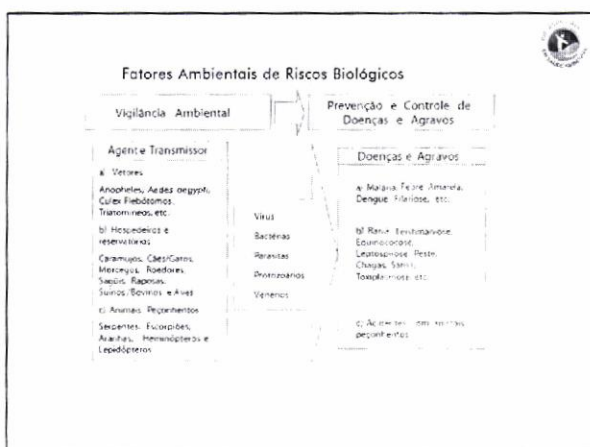 Fatores Ambientais de Riscos Biológicos
Vigilância Ambiental
Prevenção e Controle de
Doenças e Agravos
Agente Transmissor
a) Vetores
Anopheles, Aedes aegypti,
Culex Flebótomos,
Triatomineos, etc.
b) Hospedeiros e
reservatórios
Caramujos, Cães/Gatos,
Morcegos, Roedores,
Sagüis, Raposas,
Suínos/Bovinos e Aves
c) Animais Peçonhentos
Serpentes, Escorpiões,
Aranhas, Heminópteros e
Lepidópteros
Vírus
Bactérias
Parasitas
Protozoários
Venenos
Doenças e Agravos
a) Malária, Febre Amarela,
Dengue Filariose, etc.
b) Raiva Leishmaniose,
Equinococose,
Leptospirose Peste,
Chagas,
Toxoplasmose etc.
c) Acidentes com animais
peçonhentos